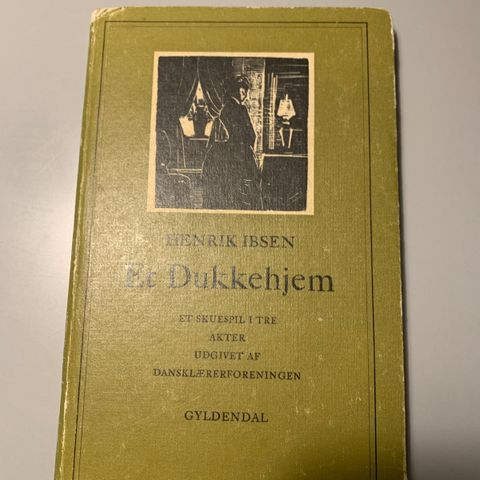 HENRIK IBSEN
Et Dukkehjem
ET SKUESPIL I TRE
AKTER
UDGIVET AF
DANSKLÆRERFORENINGEN
GYLDENDAL